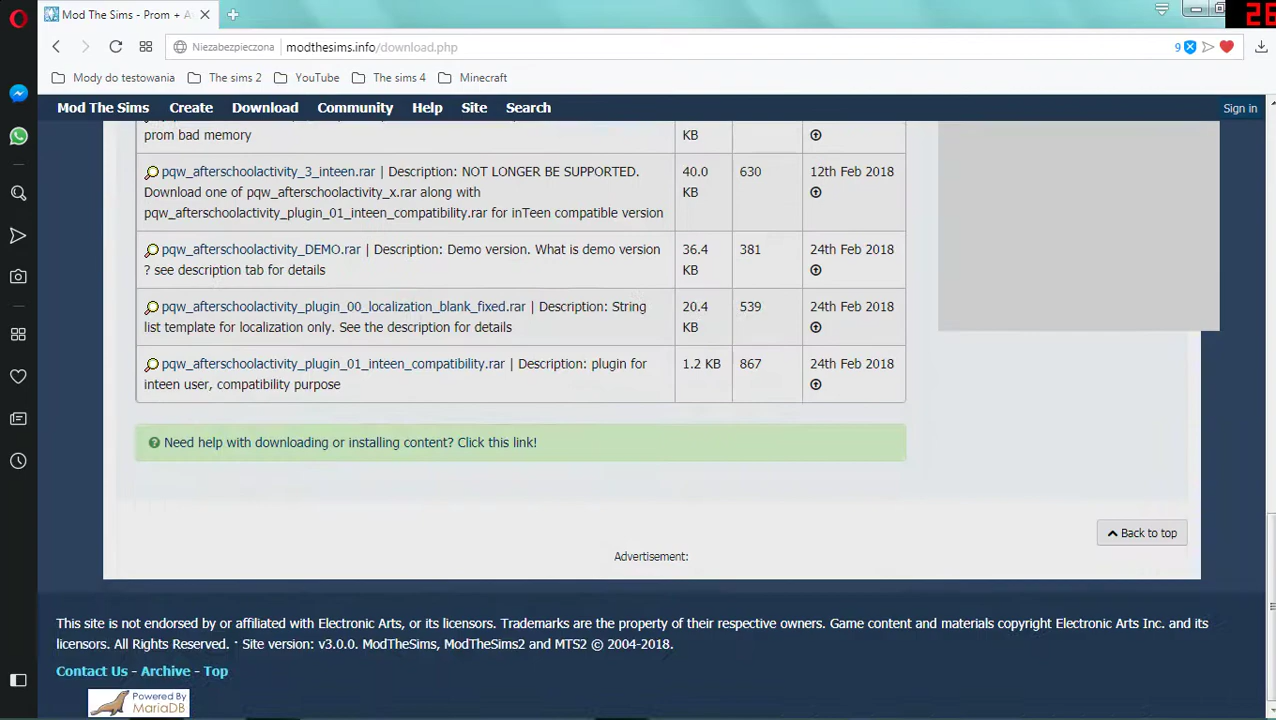 Mod The Sims - Prom + A
26
Niezabezpieczona modthesims.info/download.php 9
Mody do testowania The sims 2 YouTube The sims 4 Minecraft
Mod The Sims Create Download Community Help Site Search Sign in
prom bad memory KB
pqw_afterschoolactivity_3_inteen.rar | Description: NOT LONGER BE SUPPORTED. 40.0 630 12th Feb 2018
Download one of pqw_afterschoolactivity_x.rar along with KB
pqw_afterschoolactivity_plugin_01_inteen_compatibility.rar for inTeen compatible version
pqw_afterschoolactivity_DEMO.rar | Description: Demo version. What is demo version 36.4 381 24th Feb 2018
? see description tab for details KB
pqw_afterschoolactivity_plugin_00_localization_blank_fixed.rar | Description: String 20.4 539 24th Feb 2018
list template for localization only. See the description for details KB
pqw_afterschoolactivity_plugin_01_inteen_compatibility.rar | Description: plugin for 1.2 KB 867 24th Feb 2018
inteen user, compatibility purpose
Need help with downloading or installing content? Click this link!
Back to top
Advertisement:
This site is not endorsed by or affiliated with Electronic Arts, or its licensors. Trademarks are the property of their respective owners. Game content and materials copyright Electronic Arts Inc. and its
licensors. All Rights Reserved. · Site version: v3.0.0. ModTheSims, ModTheSims2 and MTS2 © 2004-2018.
Contact Us - Archive - Top
Powered By
MariaDB